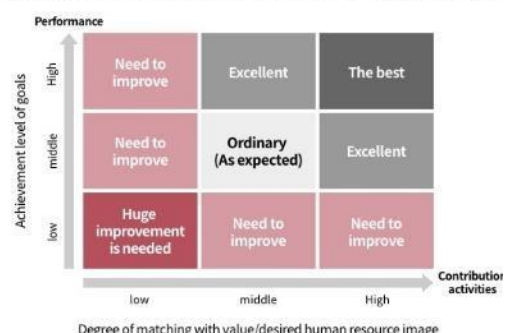 Performance
Achievement level of goals
High
middle
low
Need to
improve
Excellent
The best
Need to
improve
Ordinary
(As expected)
Excellent
Huge
improvement
is needed
Need to
improve
Need to
improve
Contribution
activities
low
middle
High
Degree of matching with value/desired human resource image